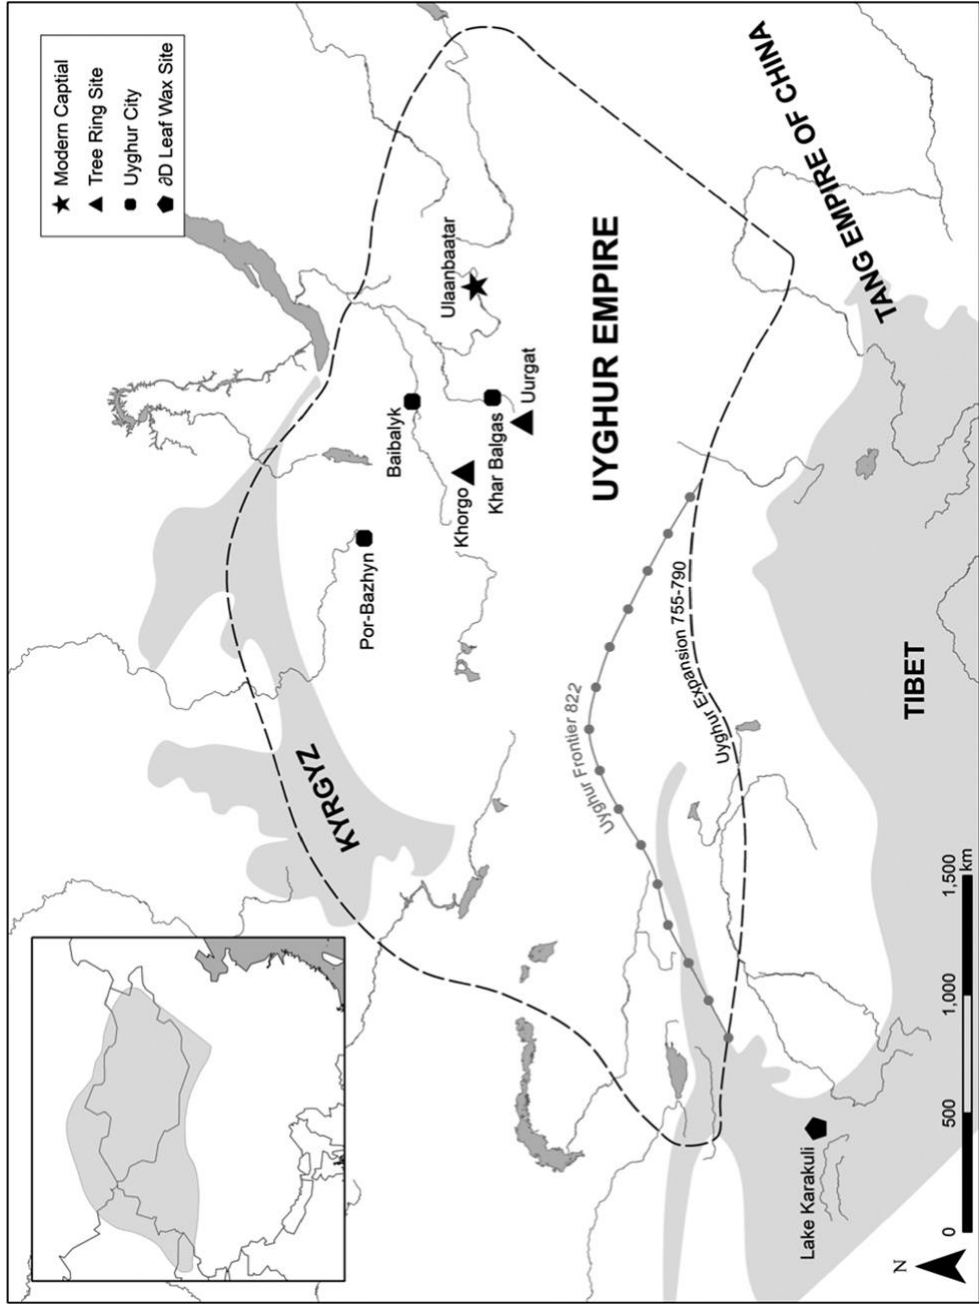 Modern Captial
Tree Ring Site
Uyghur City
∂D Leaf Wax Site
KYRGYZ
Por-Bazhyn
Baibalyk
Khorgo
Khar Balgas
Uurgat
Ulaanbaatar
UYGHUR EMPIRE
Uyghur Frontier 822
Uyghur Expansion 755-790
TANG EMPIRE OF CHINA
TIBET
Lake Karakuli
N
0 500 1,000 1,500
km